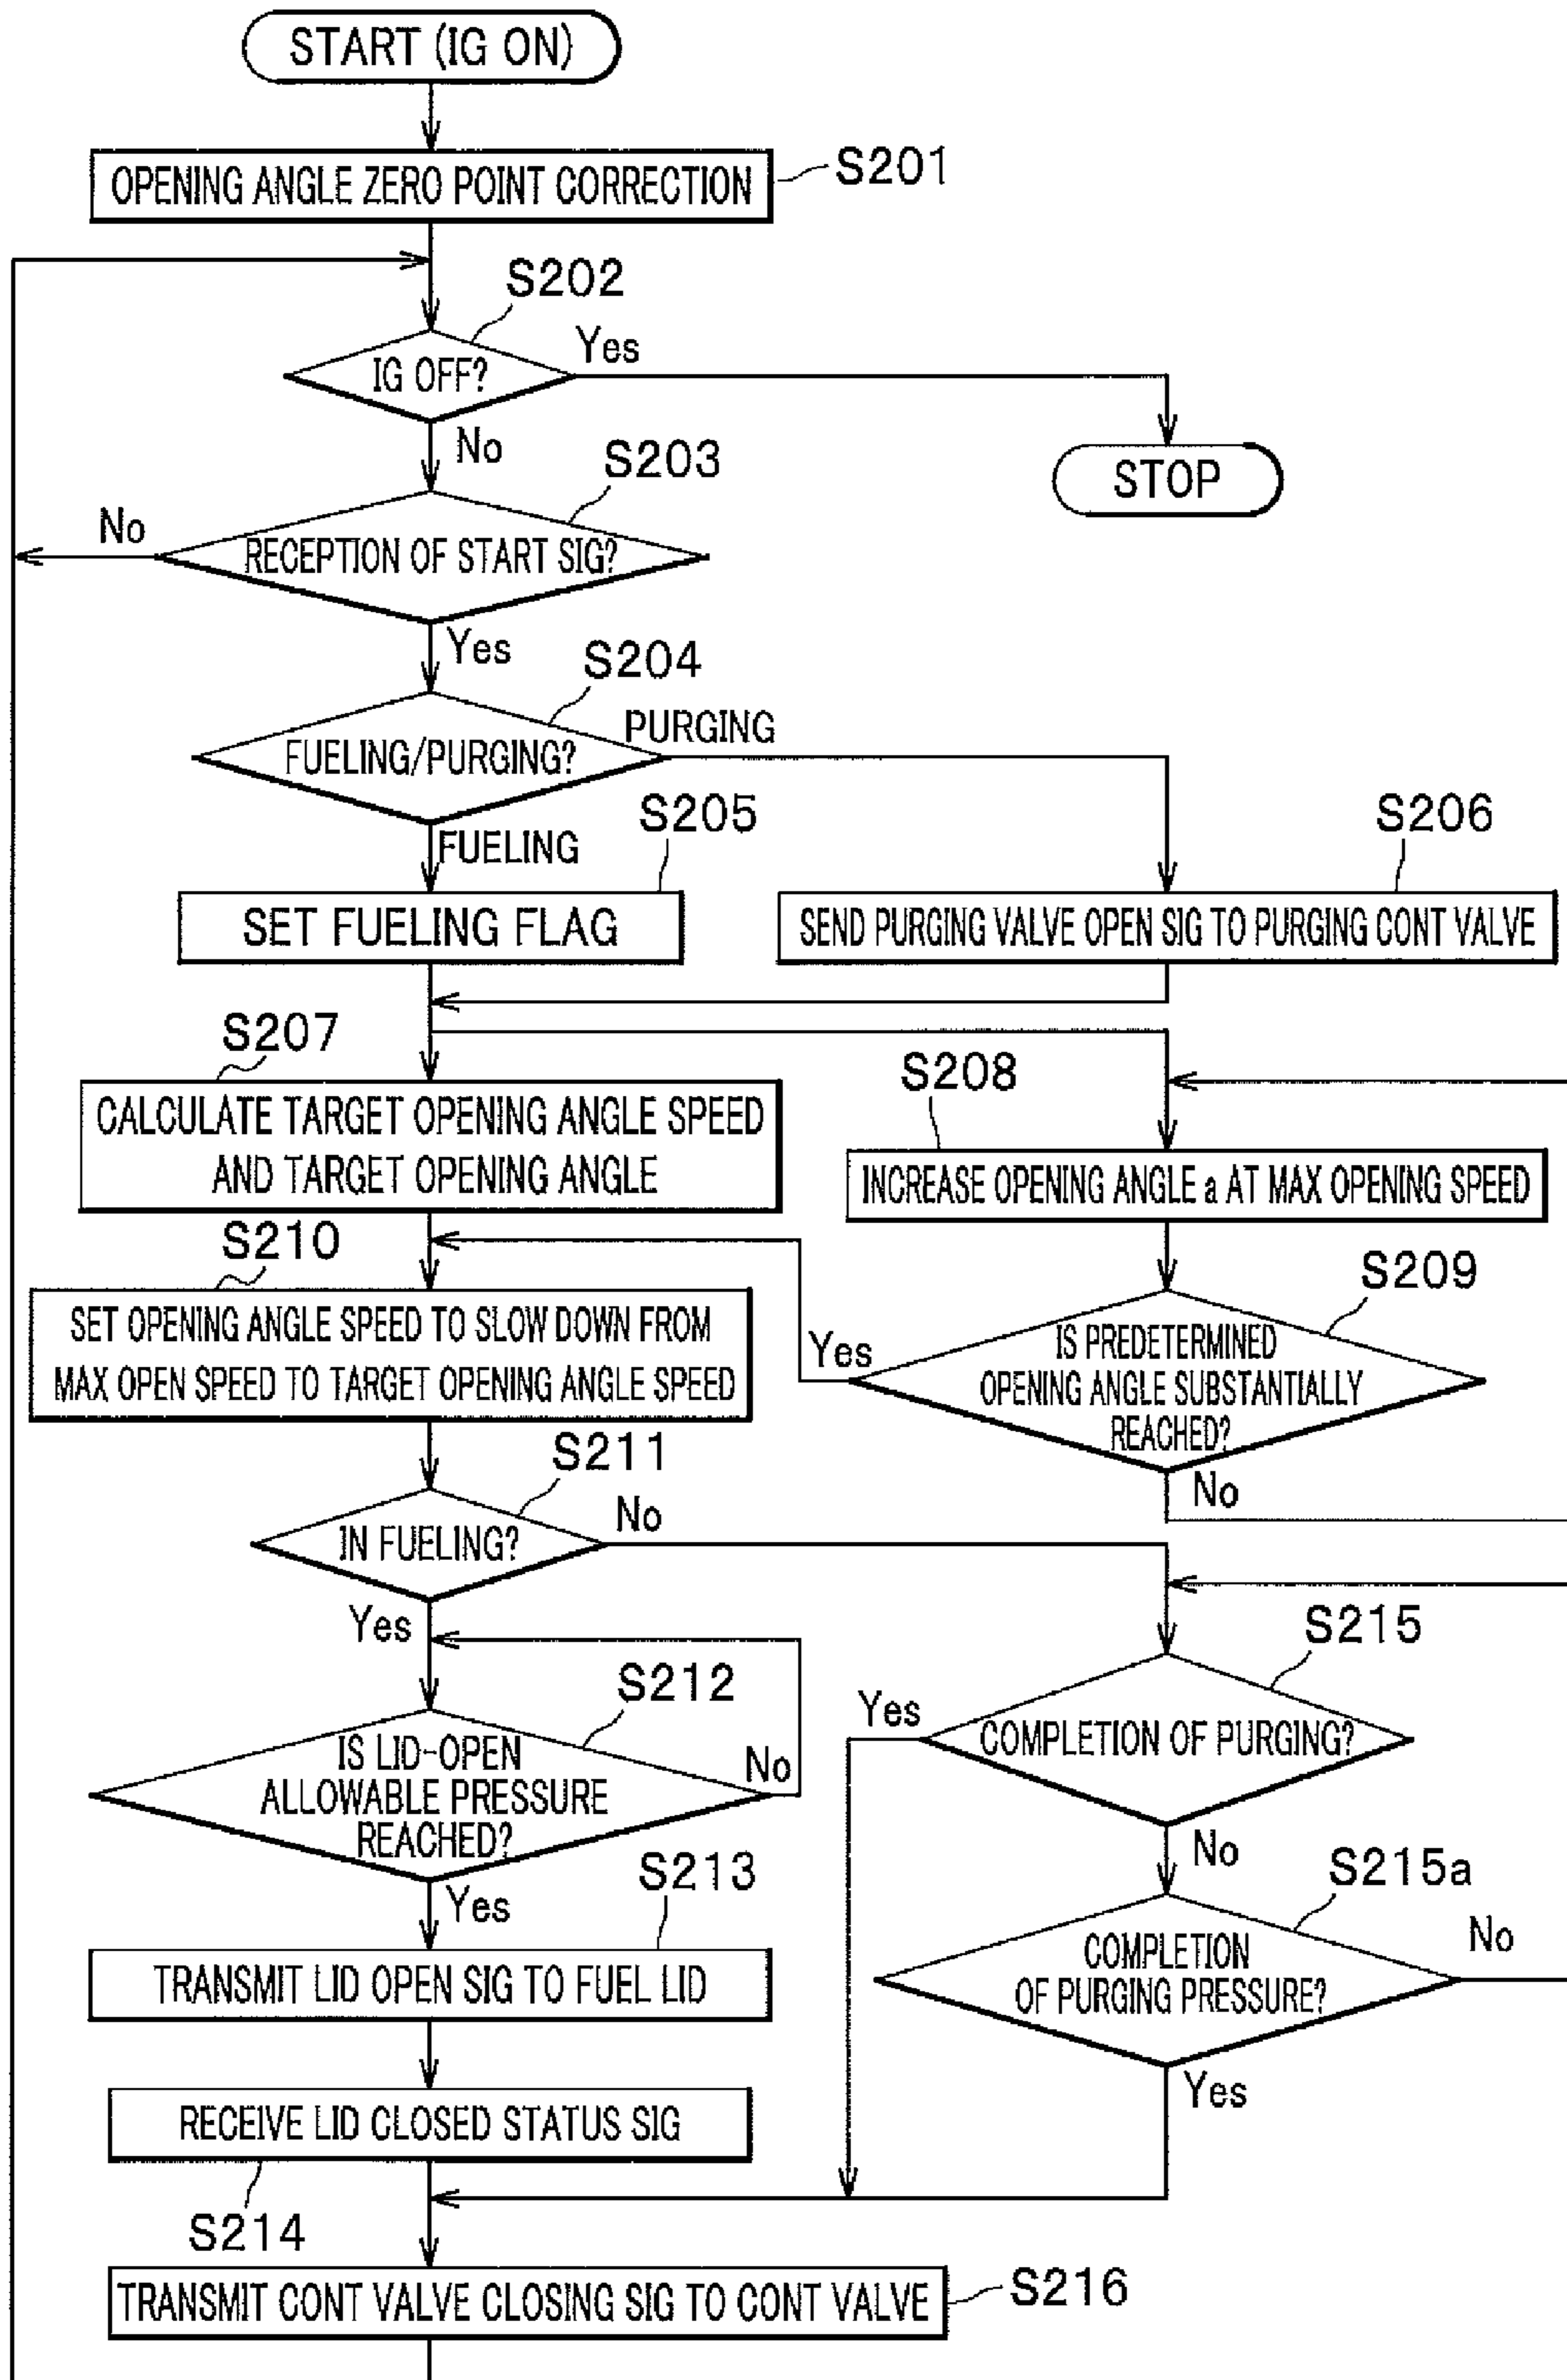 START (IG ON)
OPENING ANGLE ZERO POINT CORRECTION
S201
S202
IG OFF?
Yes
No
STOP
S203
No
RECEPTION OF START SIG?
Yes
S204
FUELING/PURGING?
PURGING
FUELING
S205
SET FUELING FLAG
S206
SEND PURGING VALVE OPEN SIG TO PURGING CONT VALVE
S207
CALCULATE TARGET OPENING ANGLE SPEED
AND TARGET OPENING ANGLE
S208
INCREASE OPENING ANGLE a AT MAX OPENING SPEED
S209
IS PREDETERMINED
OPENING ANGLE SUBSTANTIALLY
REACHED?
Yes
No
S210
SET OPENING ANGLE SPEED TO SLOW DOWN FROM
MAX OPEN SPEED TO TARGET OPENING ANGLE SPEED
S211
IN FUELING?
No
Yes
S212
IS LID-OPEN
ALLOWABLE PRESSURE
REACHED?
No
Yes
S213
TRANSMIT LID OPEN SIG TO FUEL LID
RECEIVE LID CLOSED STATUS SIG
S214
S215
Yes
COMPLETION OF PURGING?
No
S215a
COMPLETION
OF PURGING PRESSURE?
No
Yes
TRANSMIT CONT VALVE CLOSING SIG TO CONT VALVE
S216